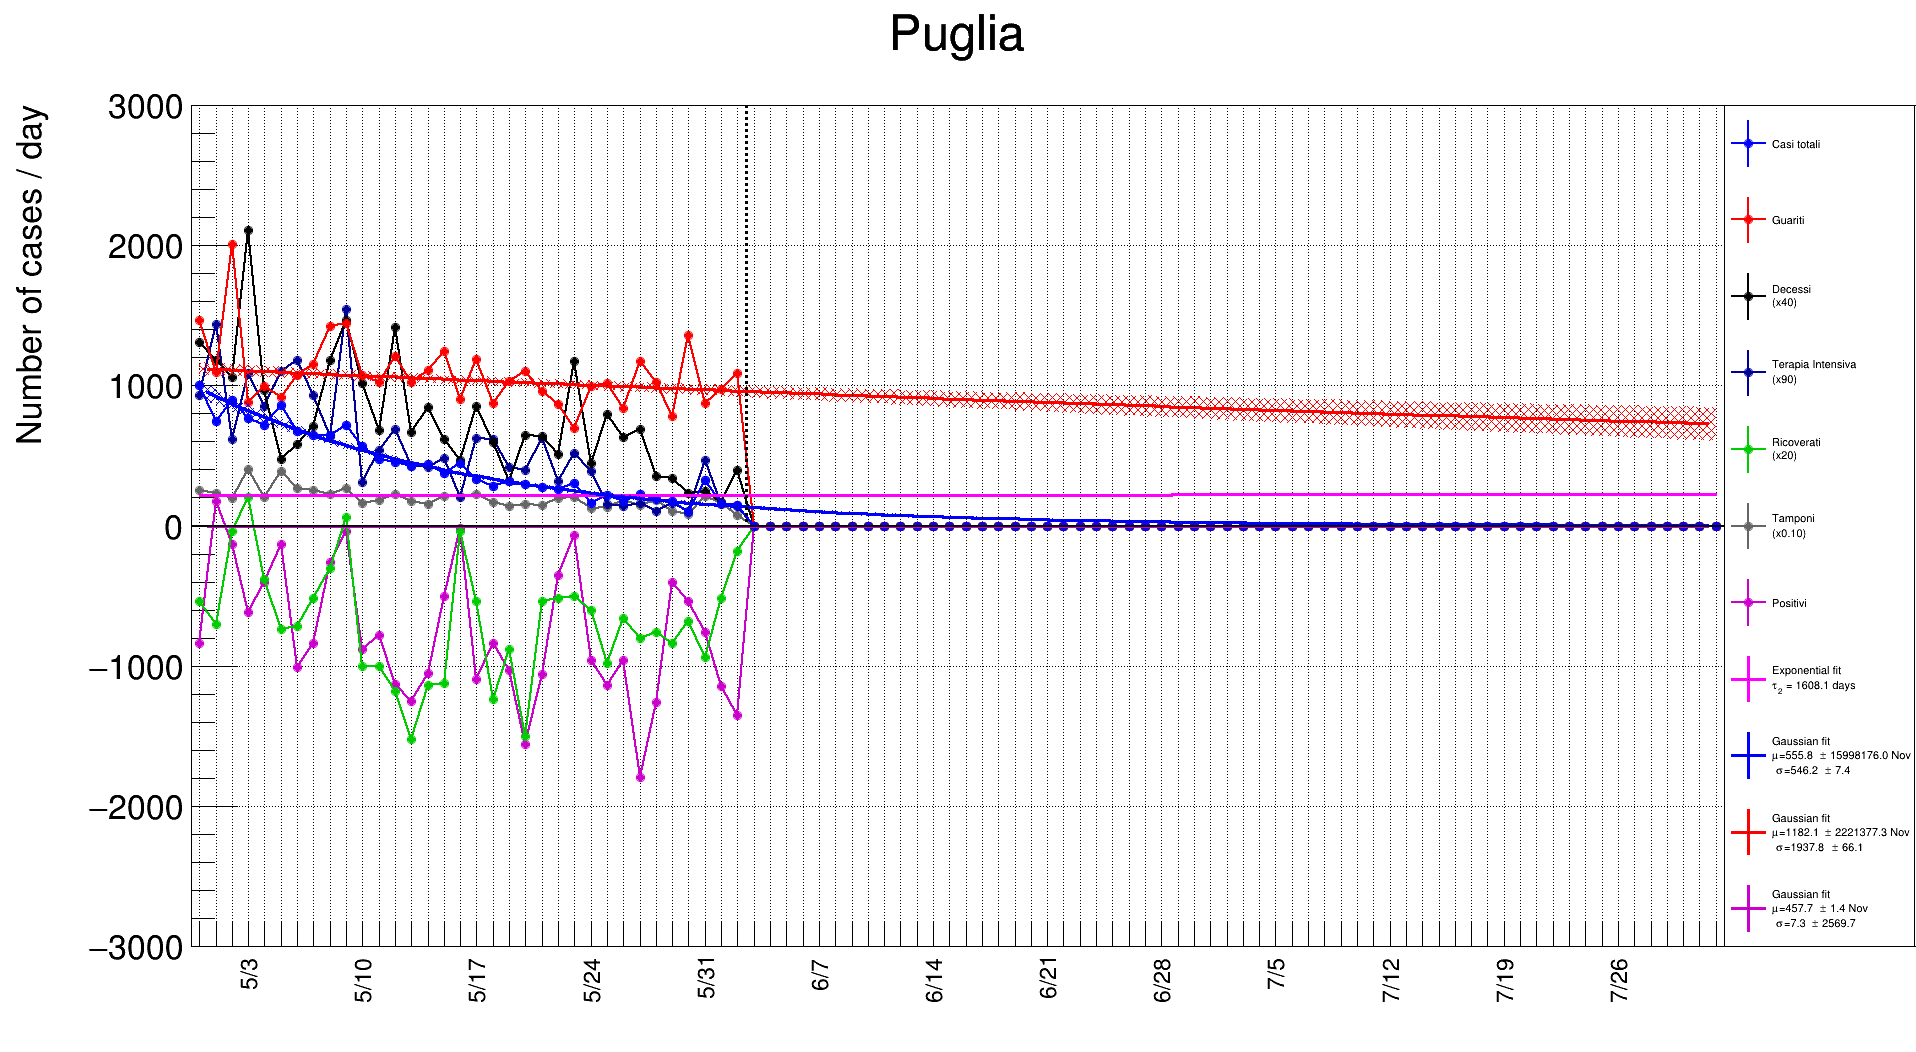 Puglia
Number of cases / day
3000
2000
1000
0
−1000
−2000
−3000
5/3
5/10
5/17
5/24
5/31
6/7
6/14
6/21
6/28
7/5
7/12
7/19
7/26
Casi totali
Guariti
Decessi
(x40)
Terapia Intensiva
(x90)
Ricoverati
(x20)
Tamponi
(x0.10)
Positivi
Exponential fit
τ2 = 1608.1 days
Gaussian fit
μ=555.8 ± 15998176.0 Nov
σ=546.2 ± 7.4
Gaussian fit
μ=1182.1 ± 2221377.3 Nov
σ=1937.8 ± 66.1
Gaussian fit
μ=457.7 ± 1.4 Nov
σ=7.3 ± 2569.7